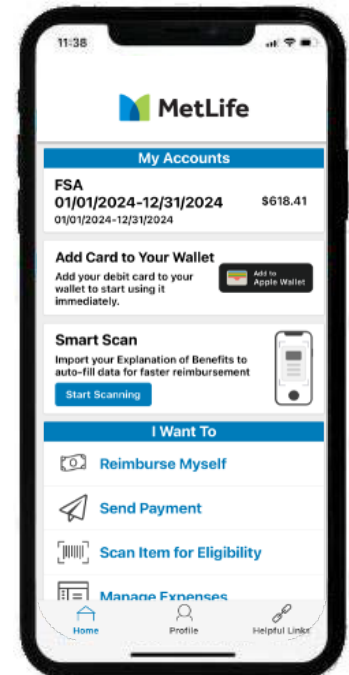 11:38
MetLife
My Accounts
FSA
01/01/2024-12/31/2024 $618.41
01/01/2024-12/31/2024
Add Card to Your Wallet
Add your debit card to your
wallet to start using it
immediately.
Add to
Apple Wallet
Smart Scan
Import your Explanation of Benefits to
auto-fill data for faster reimbursement
Start Scanning
I Want To
Reimburse Myself
Send Payment
Scan Item for Eligibility
Manage Expenses
Home Profile Helpful Links